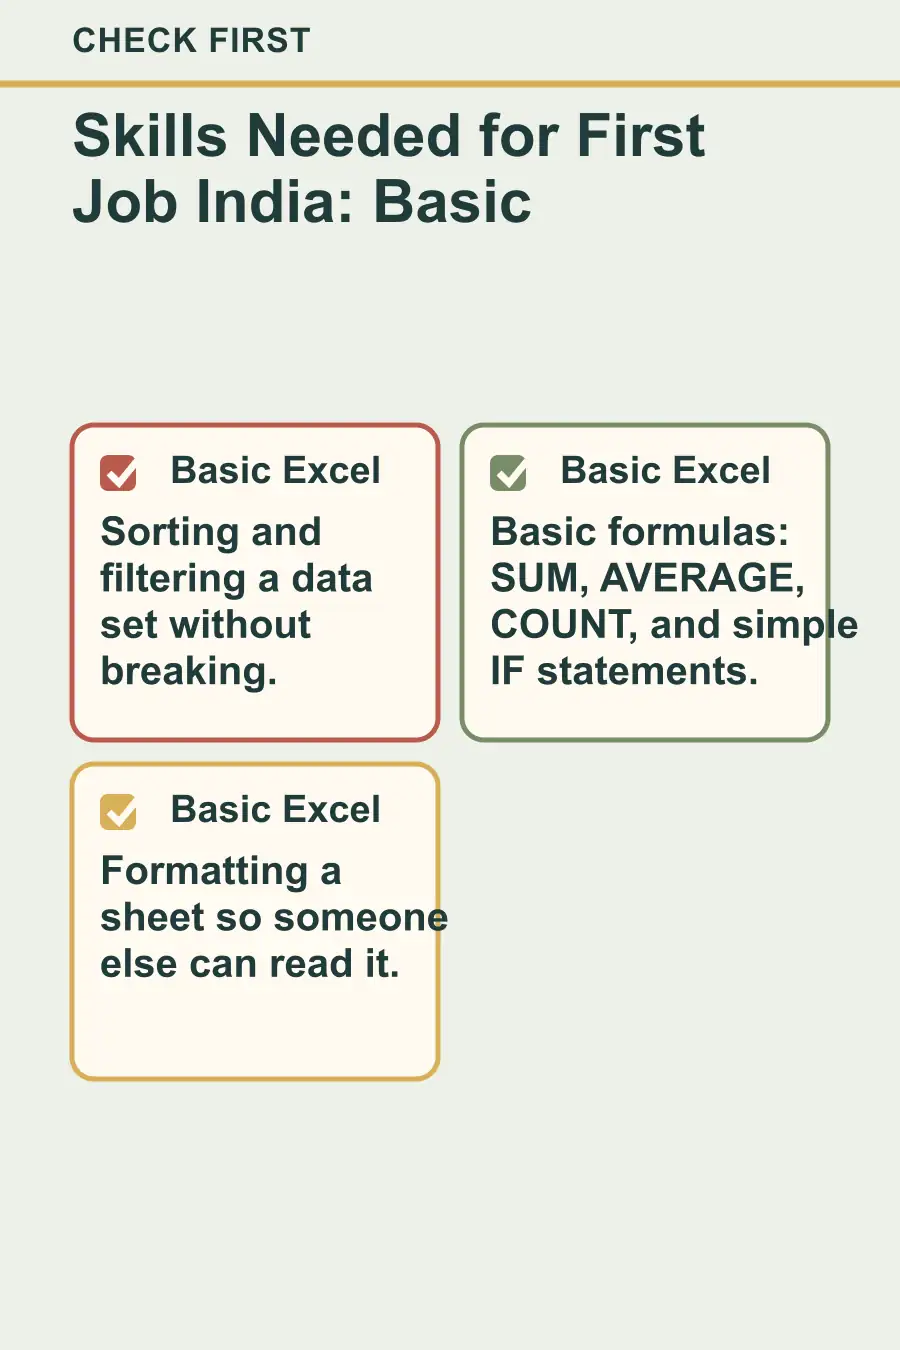 CHECK FIRST
Skills Needed for First
Job India: Basic
Basic Excel
Sorting and
filtering a data
set without
breaking.
Basic Excel
Basic formulas:
SUM, AVERAGE,
COUNT, and simple
IF statements.
Basic Excel
Formatting a
sheet so someone
else can read it.